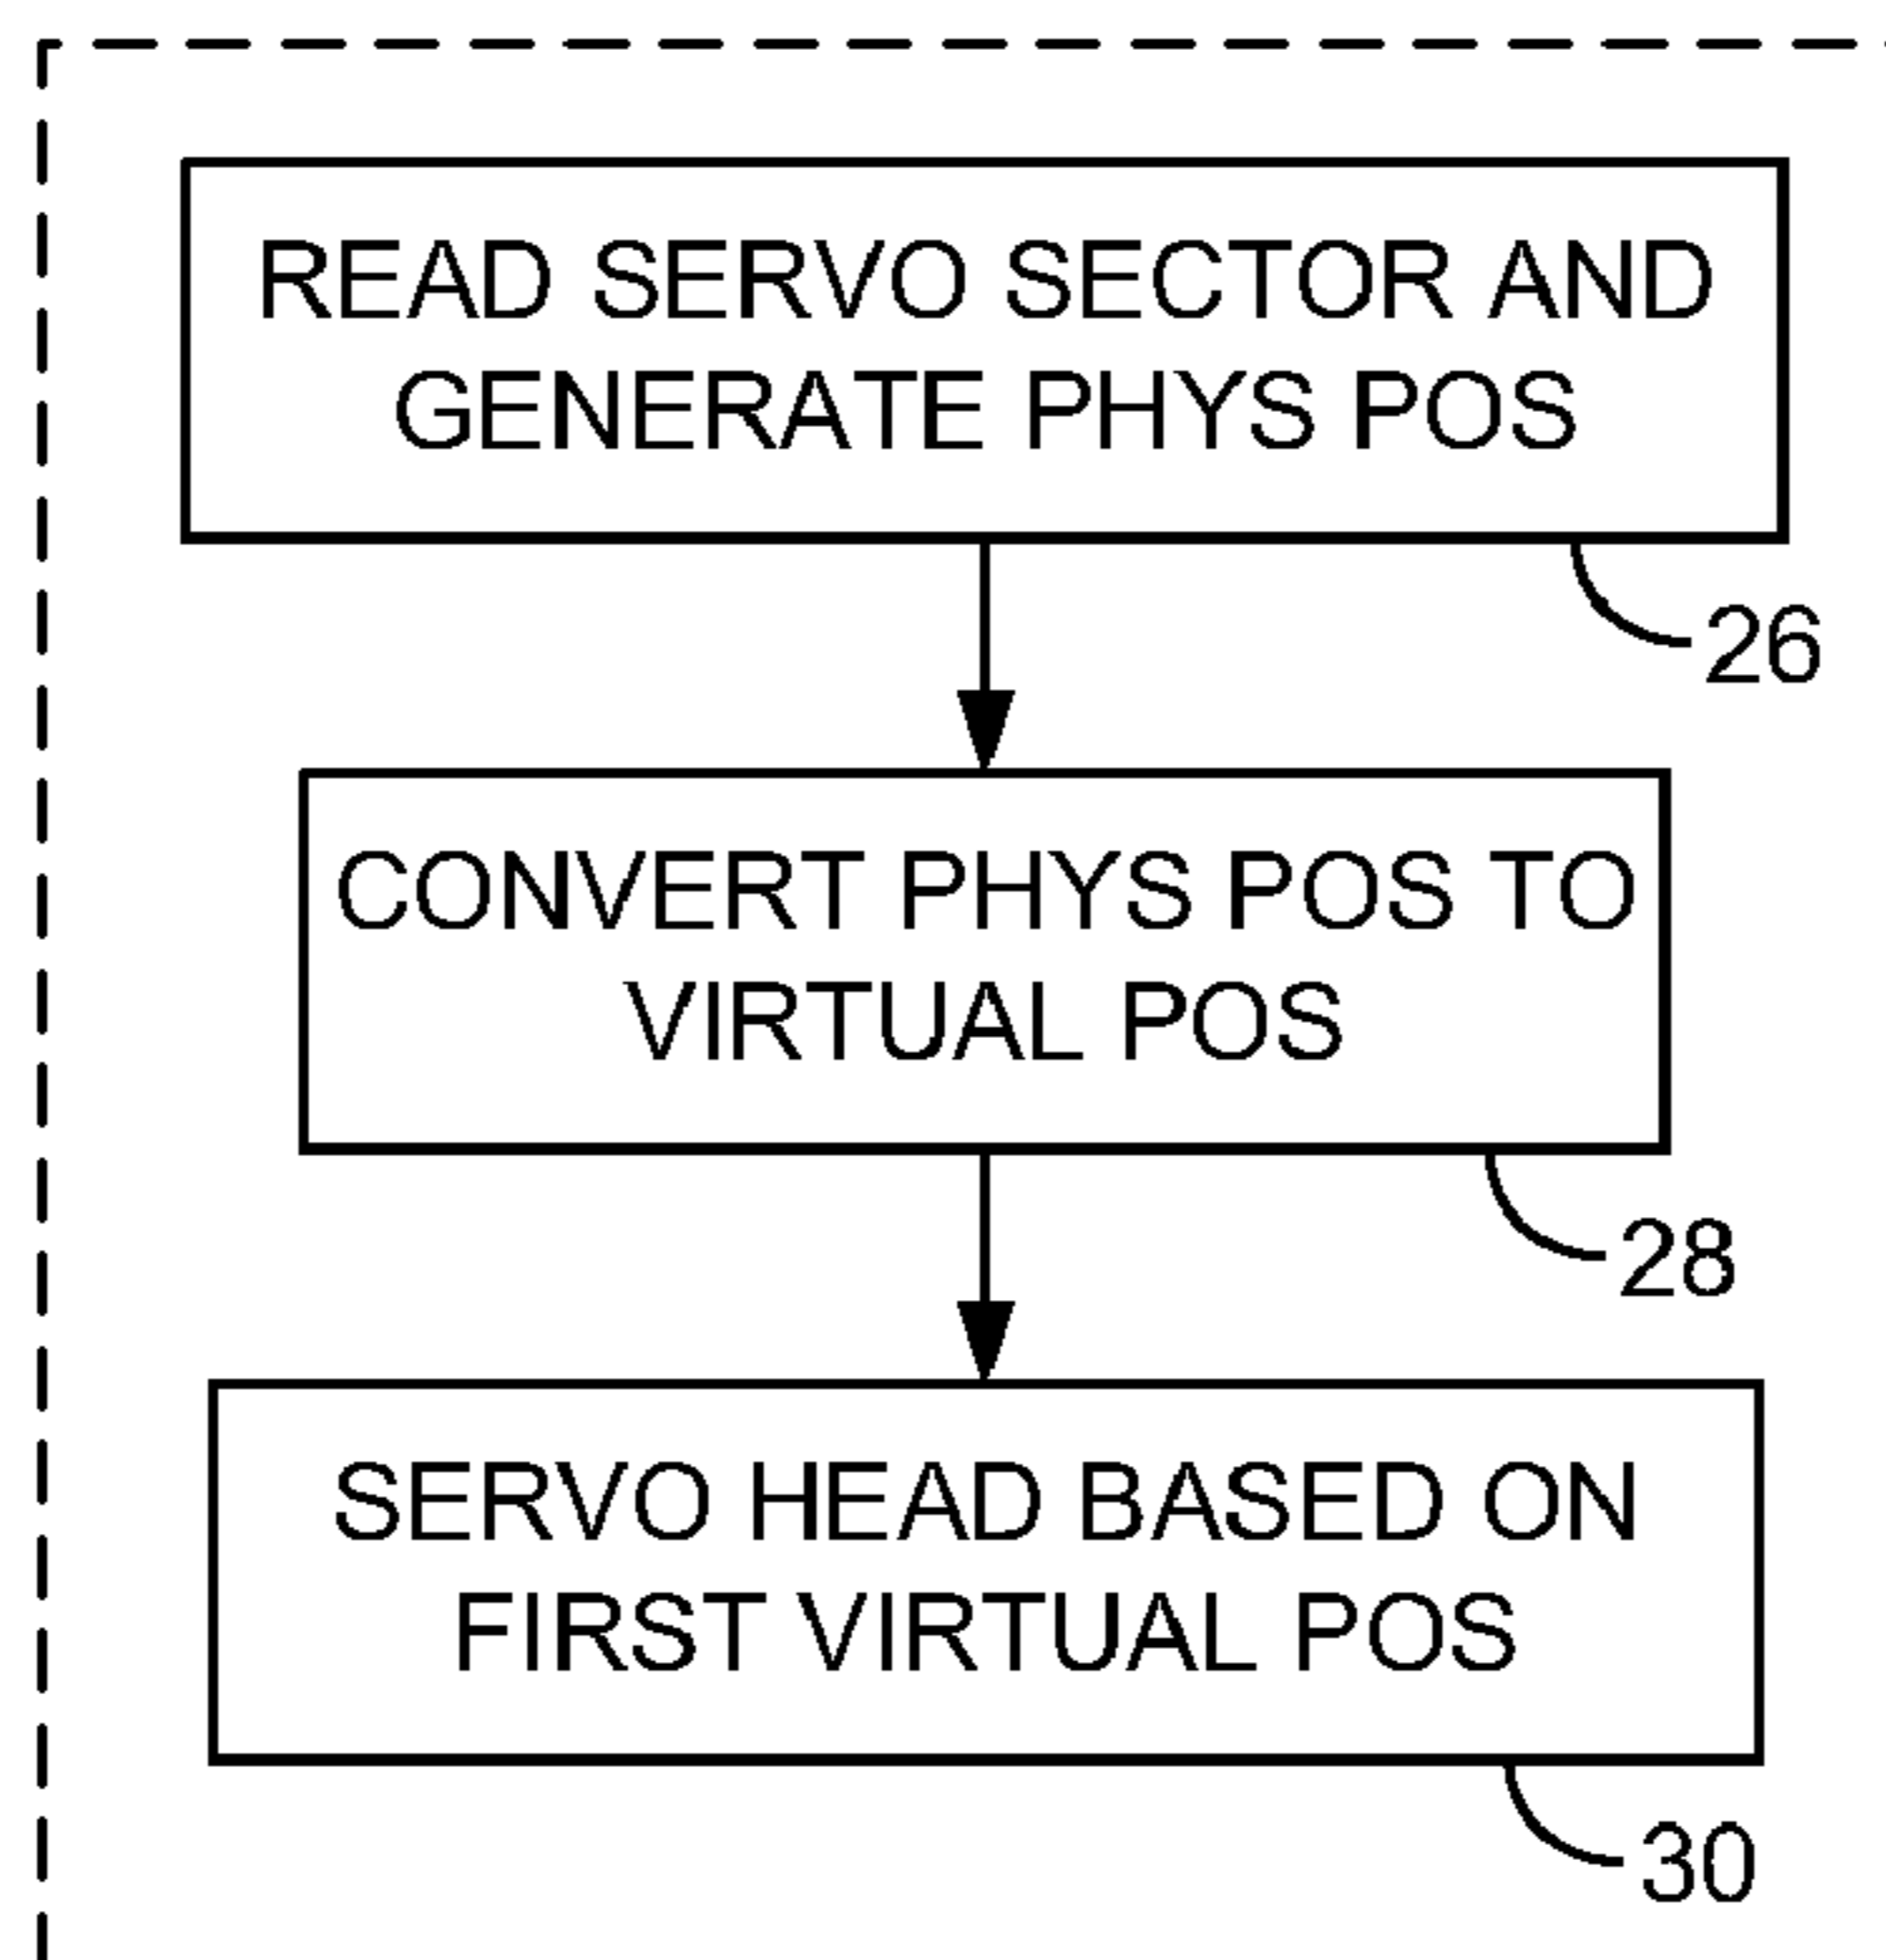 READ SERVO SECTOR AND
GENERATE PHYS POS
26
CONVERT PHYS POS TO
VIRTUAL POS
28
SERVO HEAD BASED ON
FIRST VIRTUAL POS
30